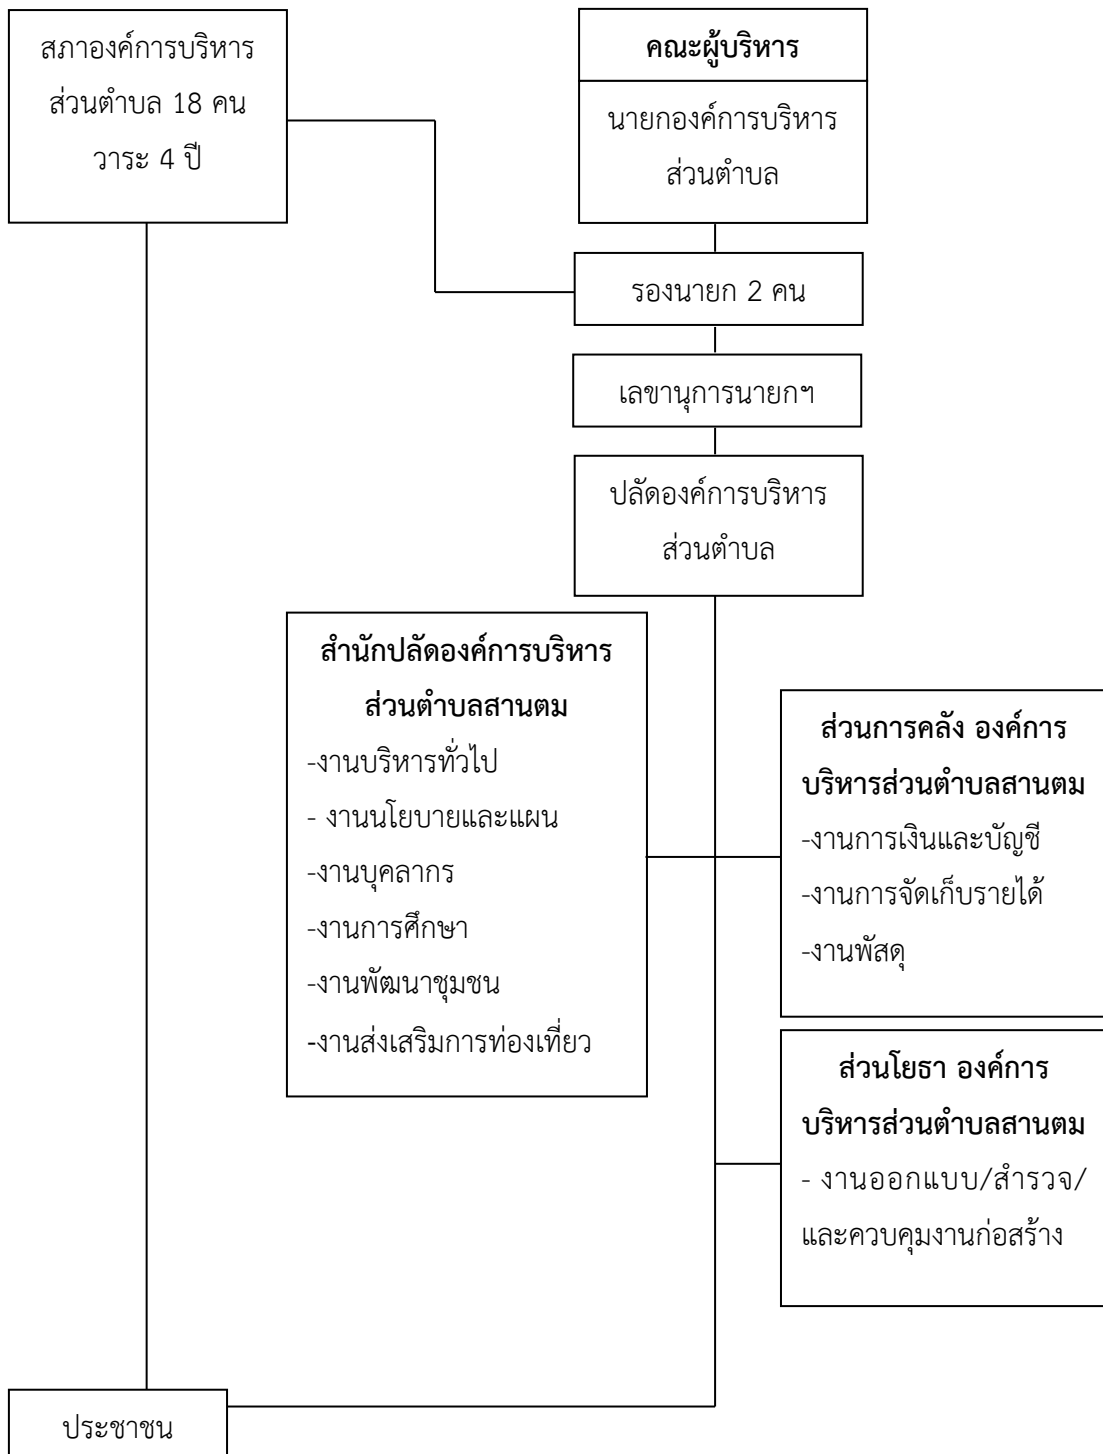 สภาองค์การบริหาร
ส่วนตำบล 18 คน
วาระ 4 ปี
คณะผู้บริหาร
นายกองค์การบริหาร
ส่วนตำบล
รองนายก 2 คน
เลขานุการนายกฯ
ปลัดองค์การบริหาร
ส่วนตำบล
สำนักปลัดองค์การบริหาร
ส่วนตำบลสานตม
-งานบริหารทั่วไป
- งานนโยบายและแผน
-งานบุคลากร
-งานการศึกษา
-งานพัฒนาชุมชน
-งานส่งเสริมการท่องเที่ยว
ส่วนการคลัง องค์การ
บริหารส่วนตำบลสานตม
-งานการเงินและบัญชี
-งานการจัดเก็บรายได้
-งานพัสดุ
ส่วนโยธา องค์การ
บริหารส่วนตำบลสานตม
- งานออกแบบ/สำรวจ/
และควบคุมงานก่อสร้าง
ประชาชน